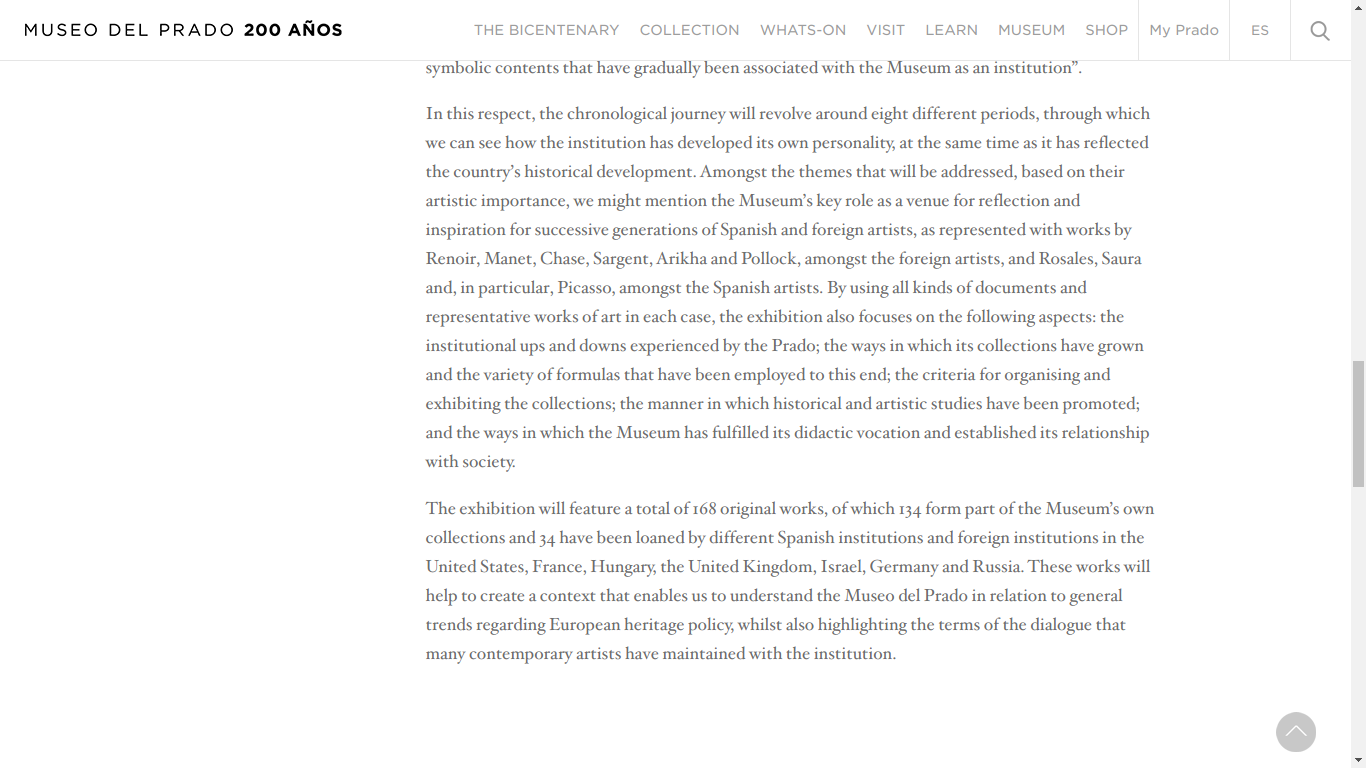 MUSEO DEL PRADO 200 AÑOS
THE BICENTENARY COLLECTION WHATS-ON VISIT LEARN MUSEUM SHOP My Prado ES
symbolic contents that have gradually been associated with the Museum as an institution”.
In this respect, the chronological journey will revolve around eight different periods, through which
we can see how the institution has developed its own personality, at the same time as it has reflected
the country’s historical development. Amongst the themes that will be addressed, based on their
artistic importance, we might mention the Museum’s key role as a venue for reflection and
inspiration for successive generations of Spanish and foreign artists, as represented with works by
Renoir, Manet, Chase, Sargent, Arikha and Pollock, amongst the foreign artists, and Rosales, Saura
and, in particular, Picasso, amongst the Spanish artists. By using all kinds of documents and
representative works of art in each case, the exhibition also focuses on the following aspects: the
institutional ups and downs experienced by the Prado; the ways in which its collections have grown
and the variety of formulas that have been employed to this end; the criteria for organising and
exhibiting the collections; the manner in which historical and artistic studies have been promoted;
and the ways in which the Museum has fulfilled its didactic vocation and established its relationship
with society.
The exhibition will feature a total of 168 original works, of which 134 form part of the Museum’s own
collections and 34 have been loaned by different Spanish institutions and foreign institutions in the
United States, France, Hungary, the United Kingdom, Israel, Germany and Russia. These works will
help to create a context that enables us to understand the Museo del Prado in relation to general
trends regarding European heritage policy, whilst also highlighting the terms of the dialogue that
many contemporary artists have maintained with the institution.